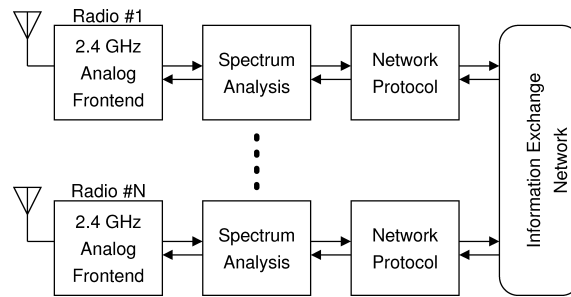 Radio #1
2.4 GHz
Analog
Frontend
Spectrum
Analysis
Network
Protocol
Information Exchange
Network
Radio #N
2.4 GHz
Analog
Frontend
Spectrum
Analysis
Network
Protocol